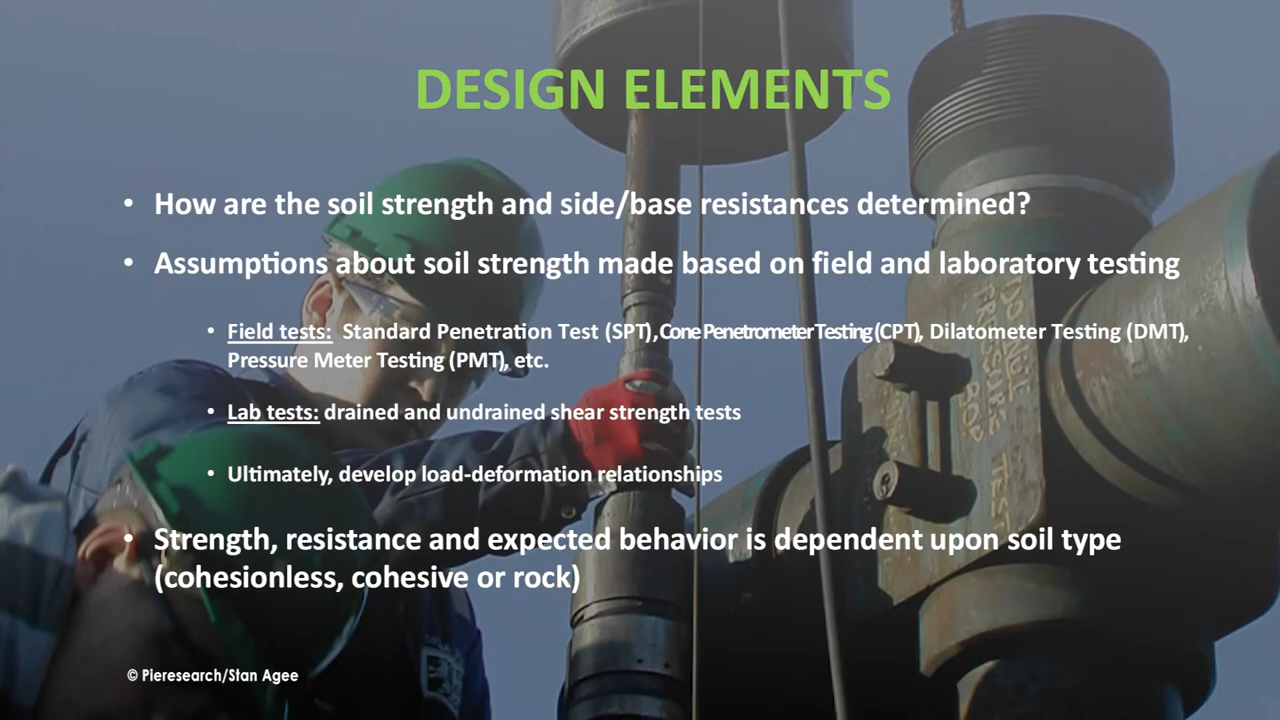 DESIGN ELEMENTS
• How are the soil strength and side/base resistances determined?
• Assumptions about soil strength made based on field and laboratory testing
• Field tests: Standard Penetration Test (SPT), Cone Penetrometer Testing (CPT), Dilatometer Testing (DMT),
Pressure Meter Testing (PMT), etc.
• Lab tests: drained and undrained shear strength tests
• Ultimately, develop load-deformation relationships
• Strength, resistance and expected behavior is dependent upon soil type
(cohesionless, cohesive or rock)
© Pieresearch/Stan Agee